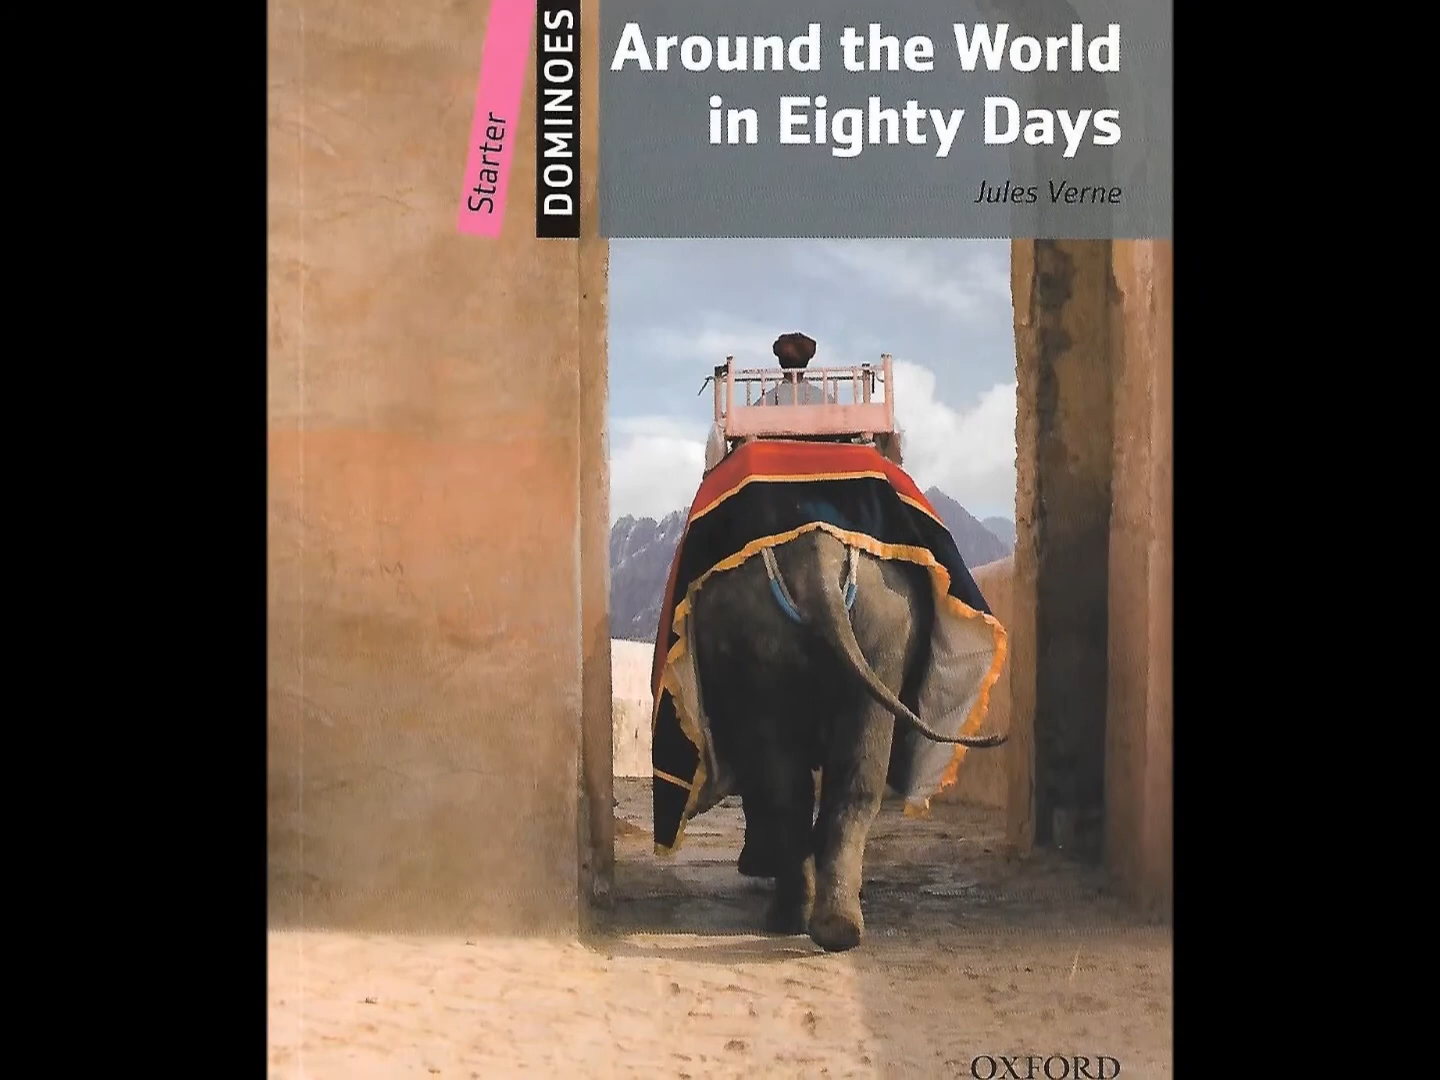 Starter
DOMINOES
Around the World
in Eighty Days
Jules Verne
OXFORD